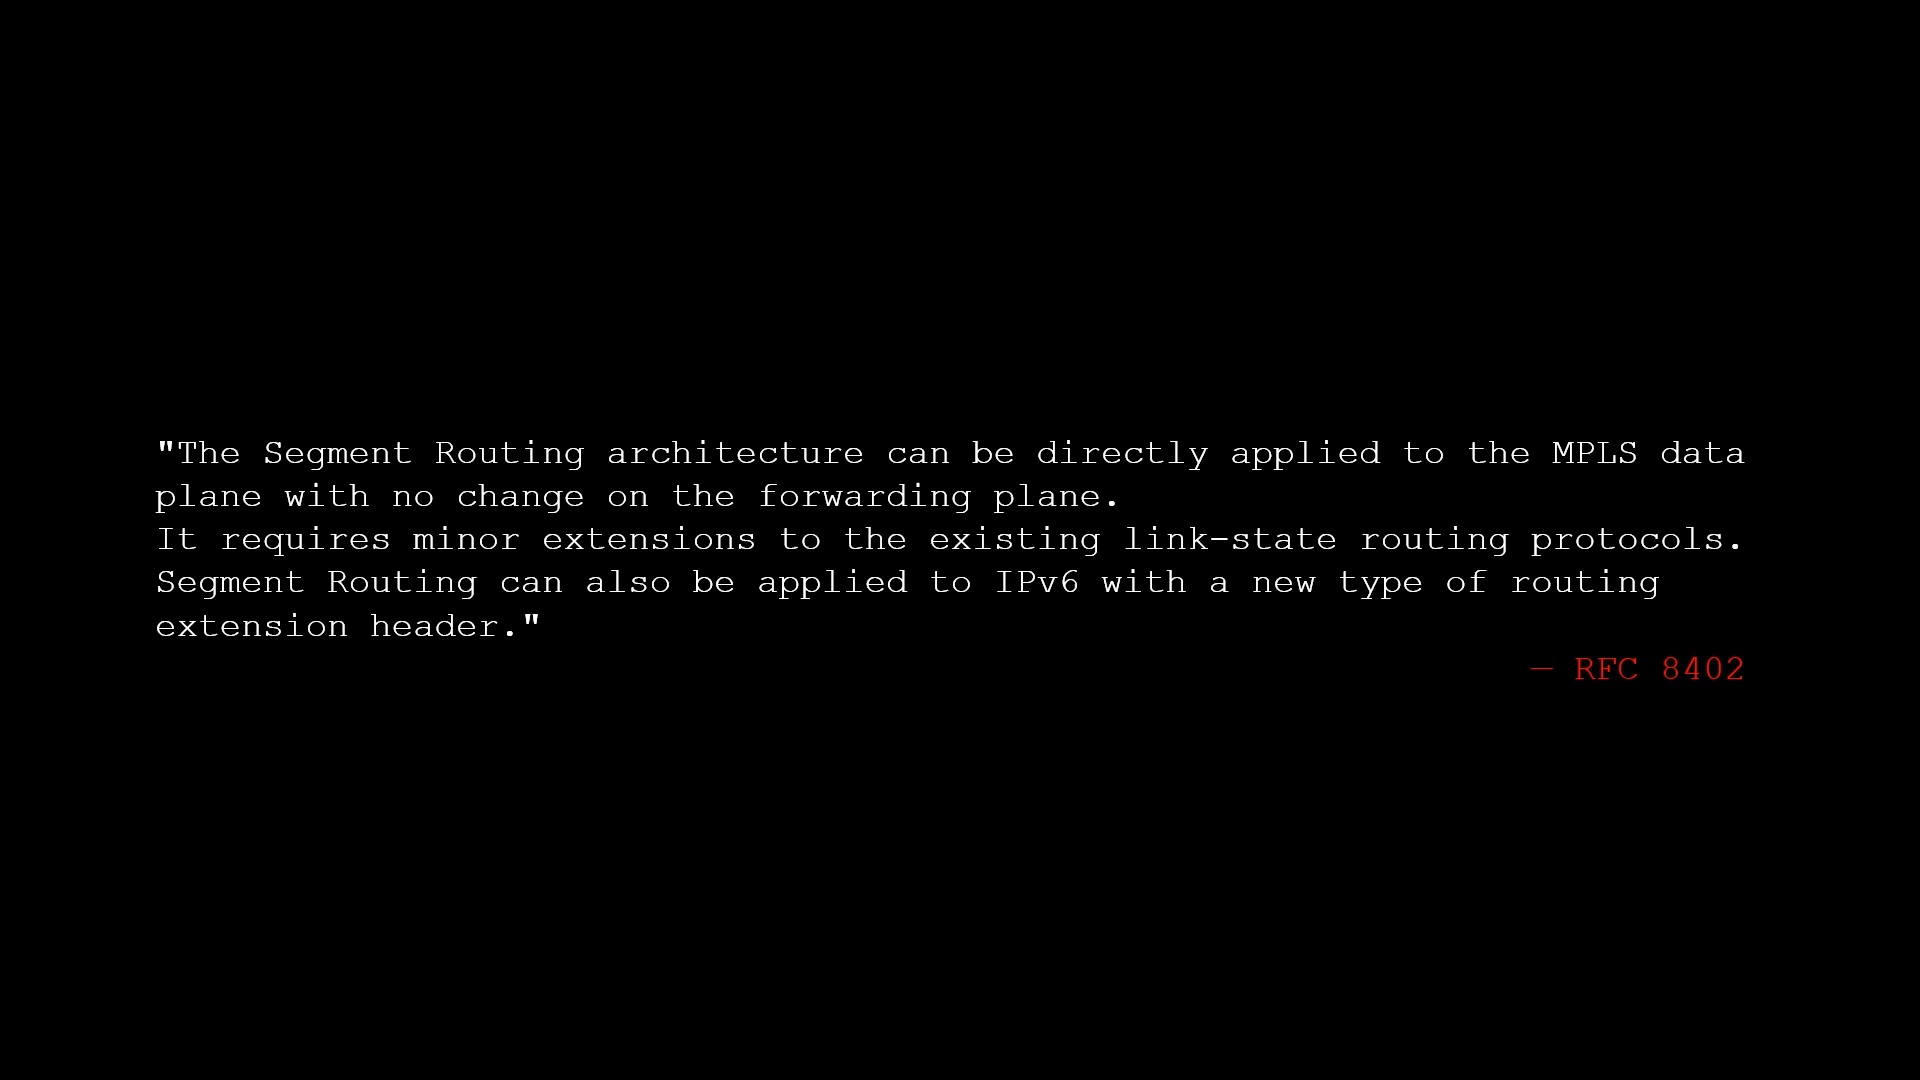 "The Segment Routing architecture can be directly applied to the MPLS data
plane with no change on the forwarding plane.
It requires minor extensions to the existing link-state routing protocols.
Segment Routing can also be applied to IPv6 with a new type of routing
extension header."
— RFC 8402